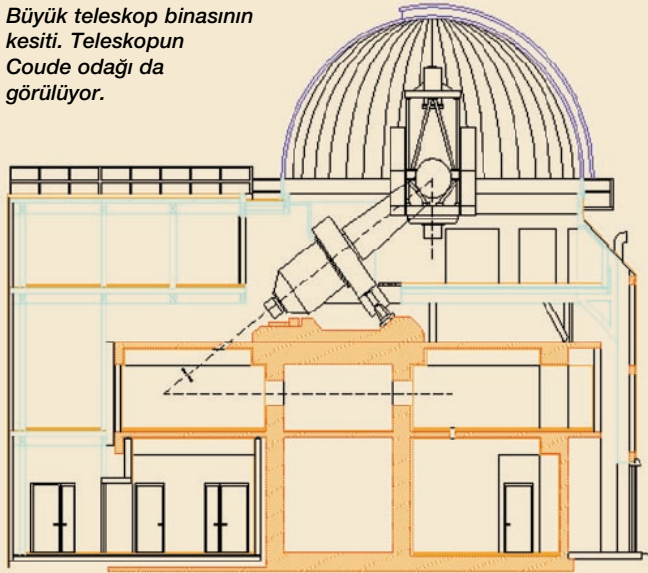 Büyük teleskop binasının
kesiti. Teleskopun
Coude odağı da
görülüyor.